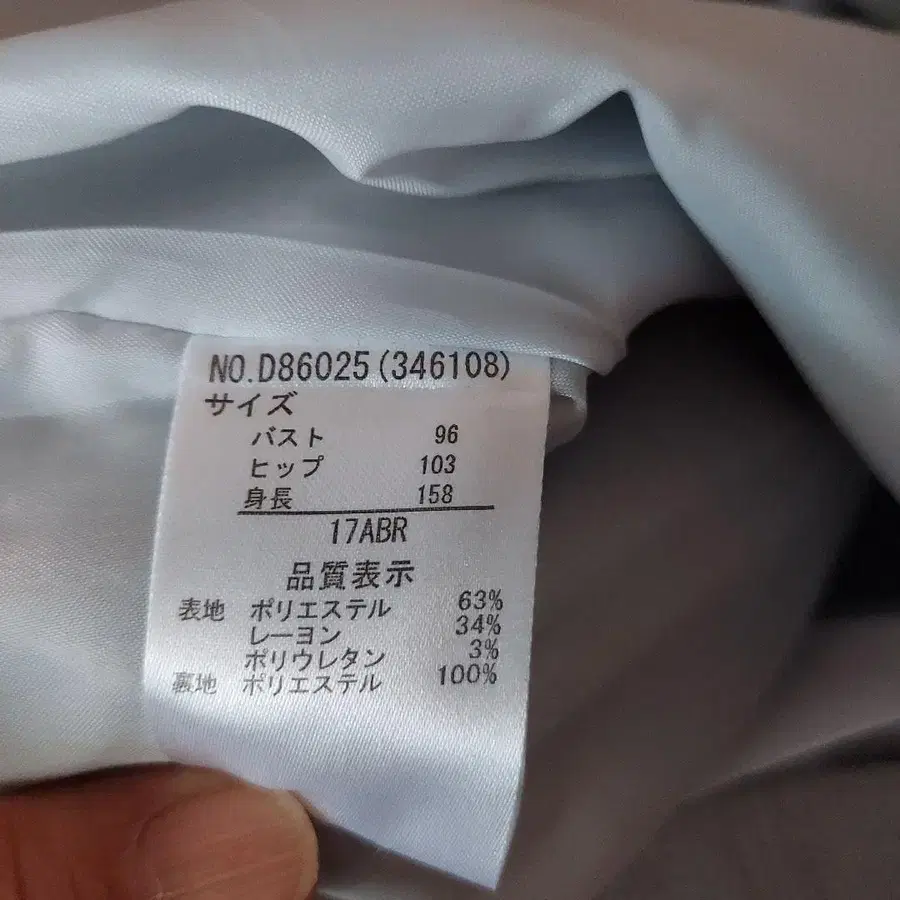 NO.D86025(346108)
サイズ
バスト 96
ヒップ 103
身長 158
17ABR
品質表示
表地 ポリエステル 63%
レーヨン 34%
ポリウレタン 3%
裏地 ポリエステル 100%